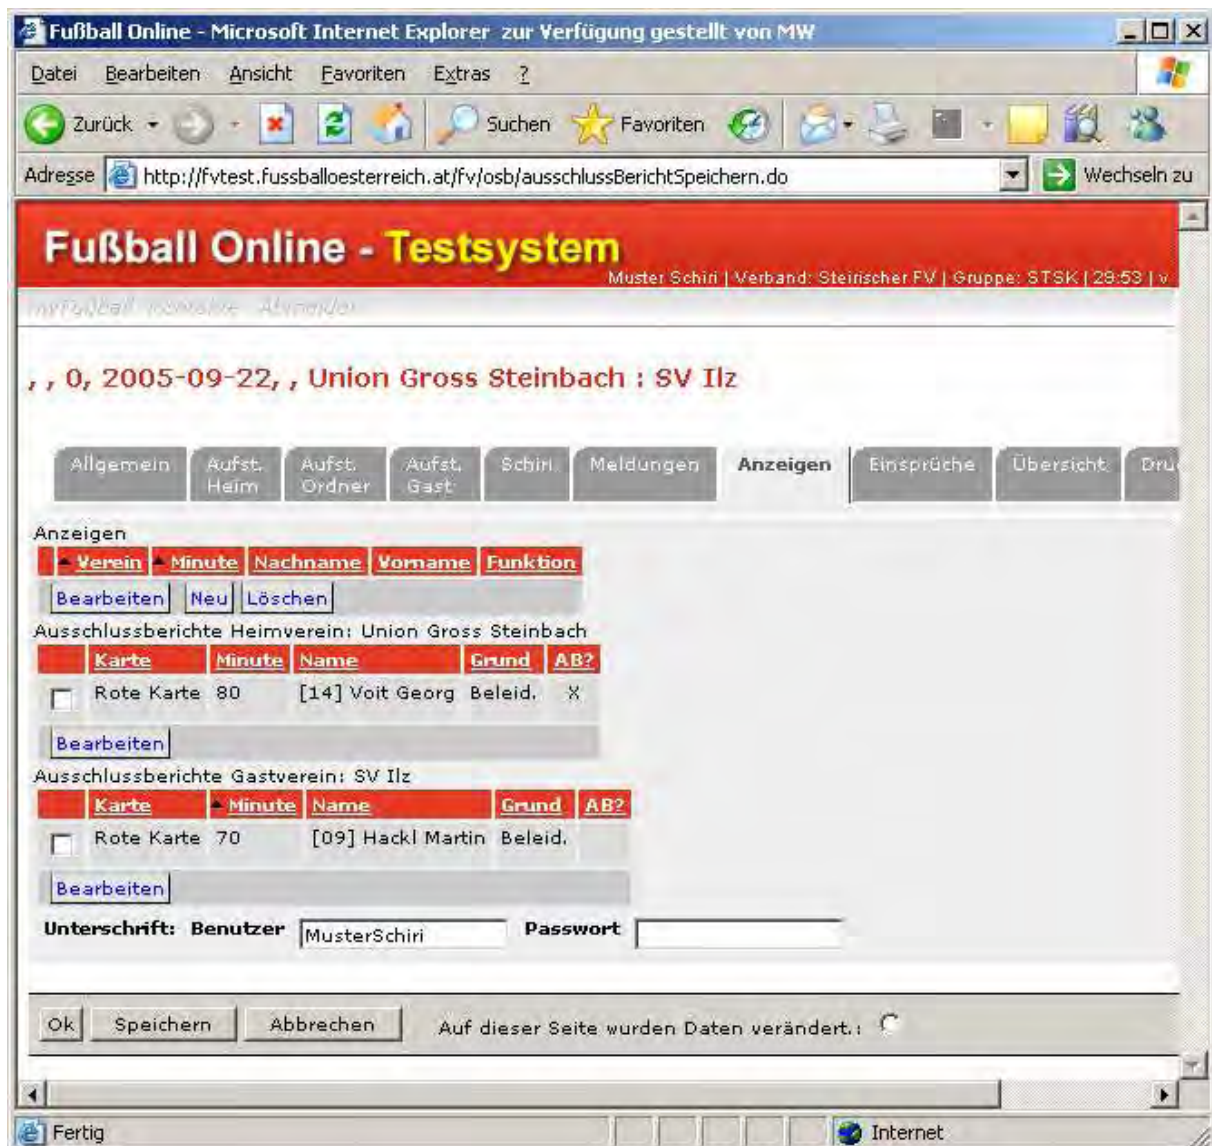 Fußball Online - Microsoft Internet Explorer zur Verfügung gestellt von MW
Datei Bearbeiten Ansicht Favoriten Extras ?
Zurück Suchen Favoriten
Adresse http://fvtest.fussballoesterreich.at/fv/osb/ausschlussBerichtSpeichern.do Wechseln zu
Fußball Online - Testsystem
Muster Schiri | Verband: Steirischer FV | Gruppe: STSK | 29:53 | v
myFußball Kontakte Abmelden
, , 0, 2005-09-22, , Union Gross Steinbach : SV Ilz
Allgemein Aufst. Heim Aufst. Ordner Aufst. Gast Schiri Meldungen Anzeigen Einsprüche Übersicht Dru
Anzeigen
Verein Minute Nachname Vorname Funktion
Bearbeiten Neu Löschen
Ausschlussberichte Heimverein: Union Gross Steinbach
Karte Minute Name Grund AB?
Rote Karte 80 [14] Voit Georg Beleid. X
Bearbeiten
Ausschlussberichte Gastverein: SV Ilz
Karte Minute Name Grund AB?
Rote Karte 70 [09] Hackl Martin Beleid.
Bearbeiten
Unterschrift: Benutzer MusterSchiri Passwort
Ok Speichern Abbrechen Auf dieser Seite wurden Daten verändert.:
Fertig Internet